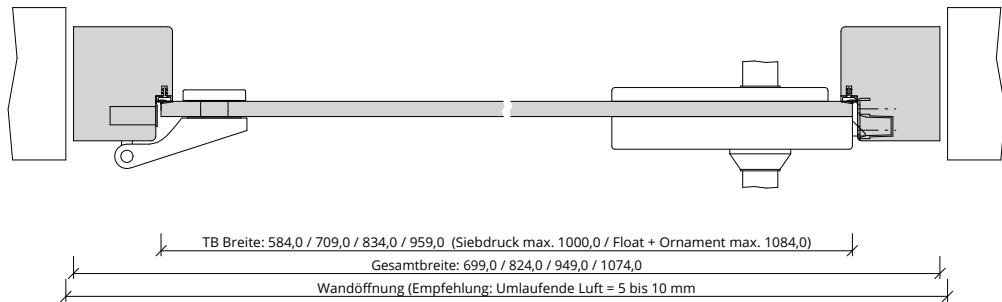 TB Breite: 584,0 / 709,0 / 834,0 / 959,0  (Siebdruck max. 1000,0 / Float + Ornament max. 1084,0)
Gesamtbreite: 699,0 / 824,0 / 949,0 / 1074,0
Wandöffnung (Empfehlung: Umlaufende Luft = 5 bis 10 mm